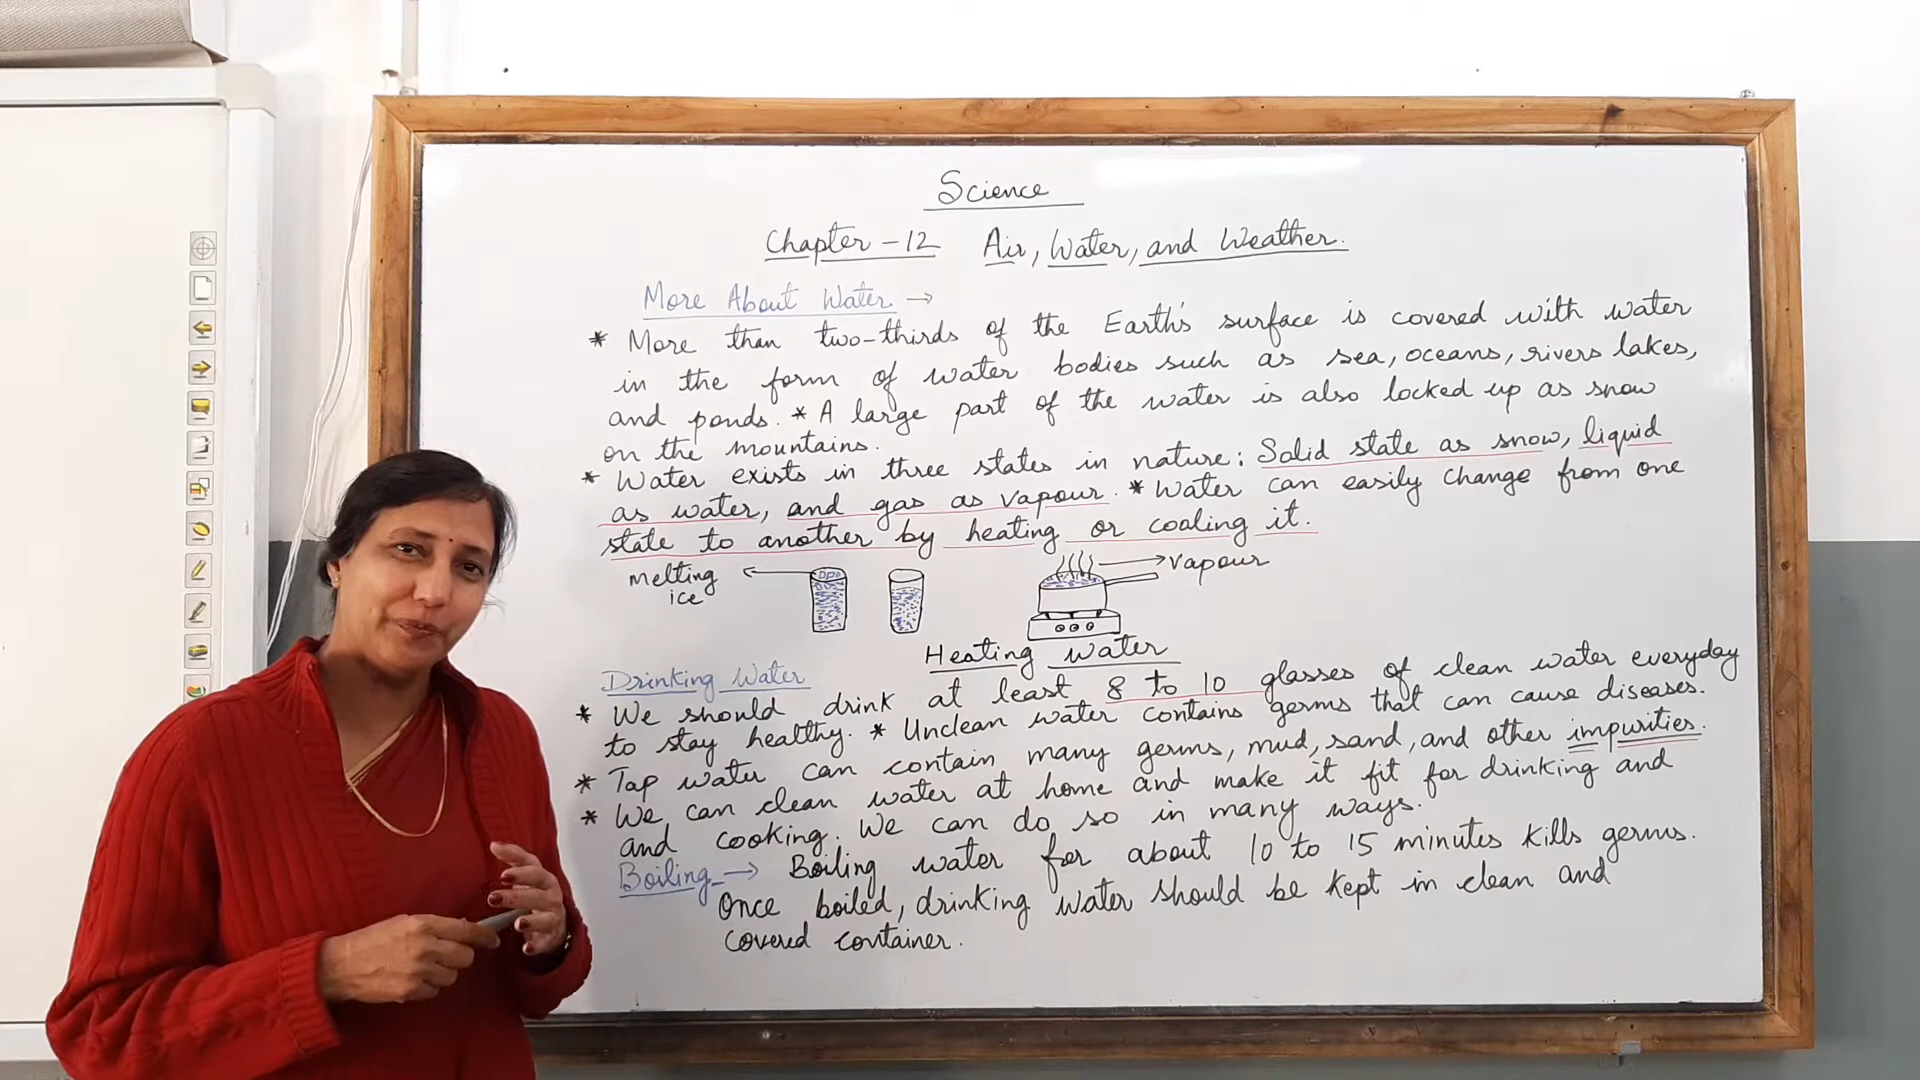 Science
Chapter - 12 Air, Water, and Weather.
More About Water →
* More than two-thirds of the Earth's surface is covered with water
in the form of water bodies such as sea, oceans, rivers lakes,
and ponds. * A large part of the water is also locked up as snow
on the mountains.
* Water exists in three states in nature: Solid state as snow, liquid
as water, and gas as vapour. * Water can easily change from one
state to another by heating or cooling it.
melting
ice
vapour
Heating water
Drinking Water
* We should drink at least 8 to 10 glasses of clean water everyday
to stay healthy. * Unclean water contains germs that can cause diseases.
* Tap water can contain many germs, mud, sand, and other impurities.
* We can clean water at home and make it fit for drinking and
and cooking. We can do so in many ways.
Boiling → Boiling water for about 10 to 15 minutes kills germs.
Once boiled, drinking water should be kept in clean and
covered container.